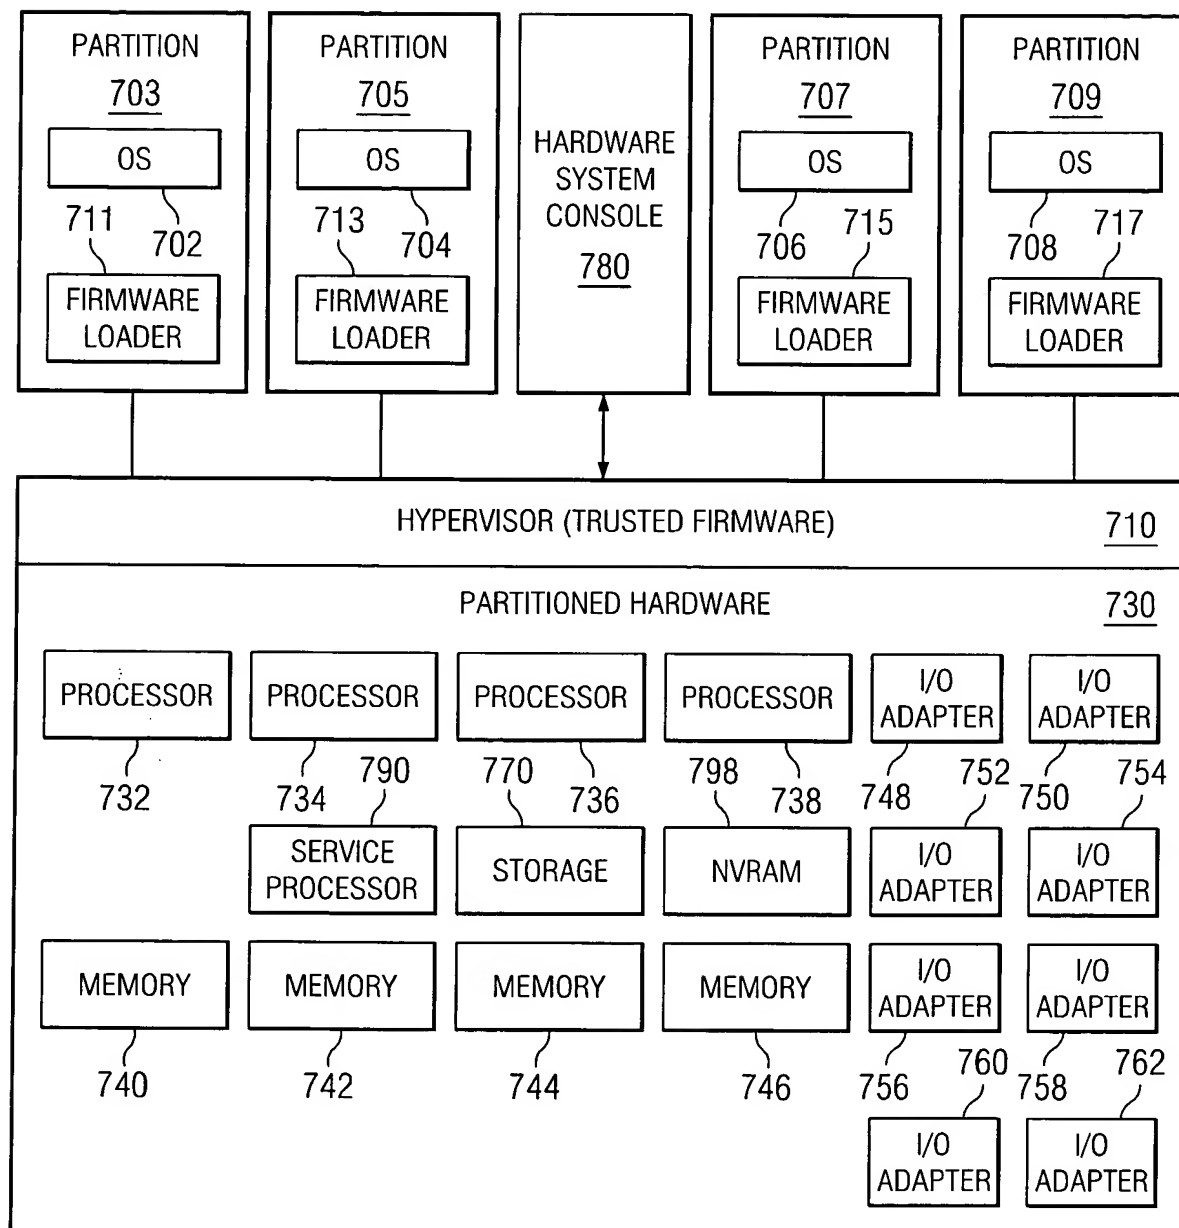 PARTITION
703
OS
711
702
FIRMWARE
LOADER
PARTITION
705
OS
713
704
FIRMWARE
LOADER
HARDWARE
SYSTEM
CONSOLE
780
PARTITION
707
OS
706
715
FIRMWARE
LOADER
PARTITION
709
OS
708
717
FIRMWARE
LOADER
HYPERVISOR (TRUSTED FIRMWARE)
710
PARTITIONED HARDWARE
730
PROCESSOR
PROCESSOR
PROCESSOR
PROCESSOR
I/O
ADAPTER
I/O
ADAPTER
732
734
790
770
736
798
738
748
752
750
754
SERVICE
PROCESSOR
STORAGE
NVRAM
I/O
ADAPTER
I/O
ADAPTER
MEMORY
MEMORY
MEMORY
MEMORY
I/O
ADAPTER
I/O
ADAPTER
740
742
744
746
756
760
758
762
I/O
ADAPTER
I/O
ADAPTER